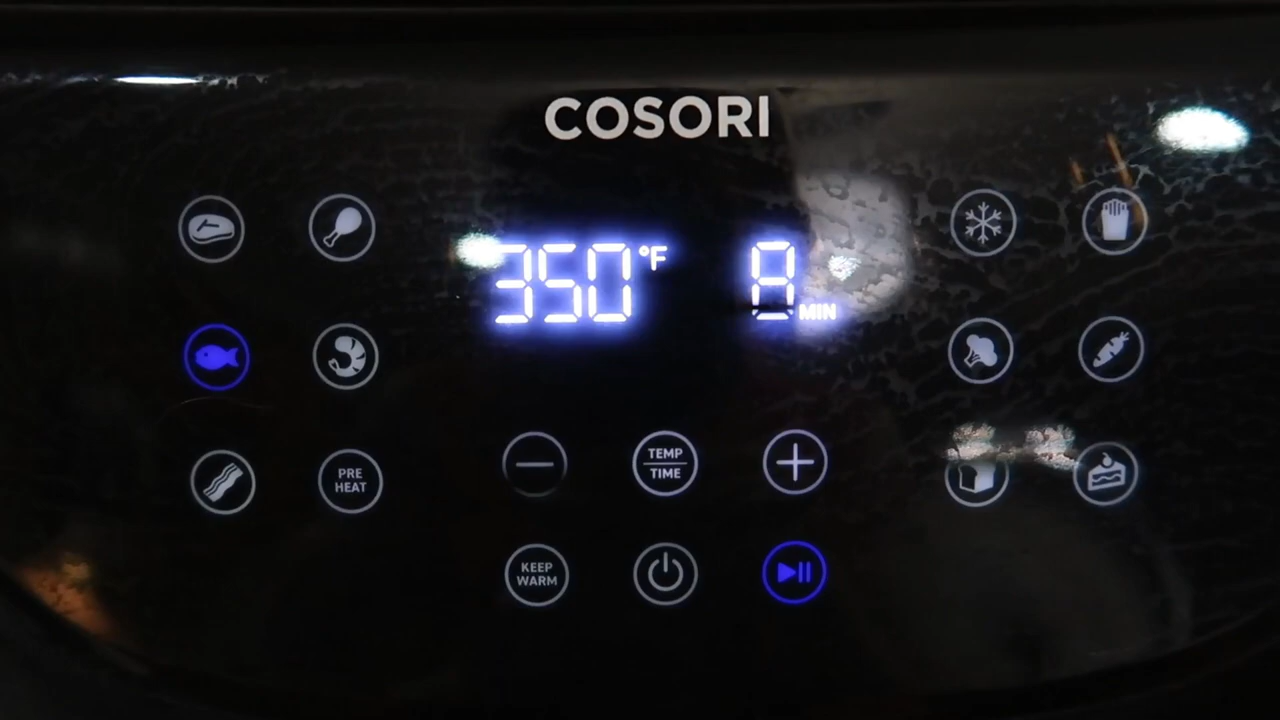 COSORI
350°F 8 MIN
TEMP
TIME
PRE
HEAT
KEEP
WARM